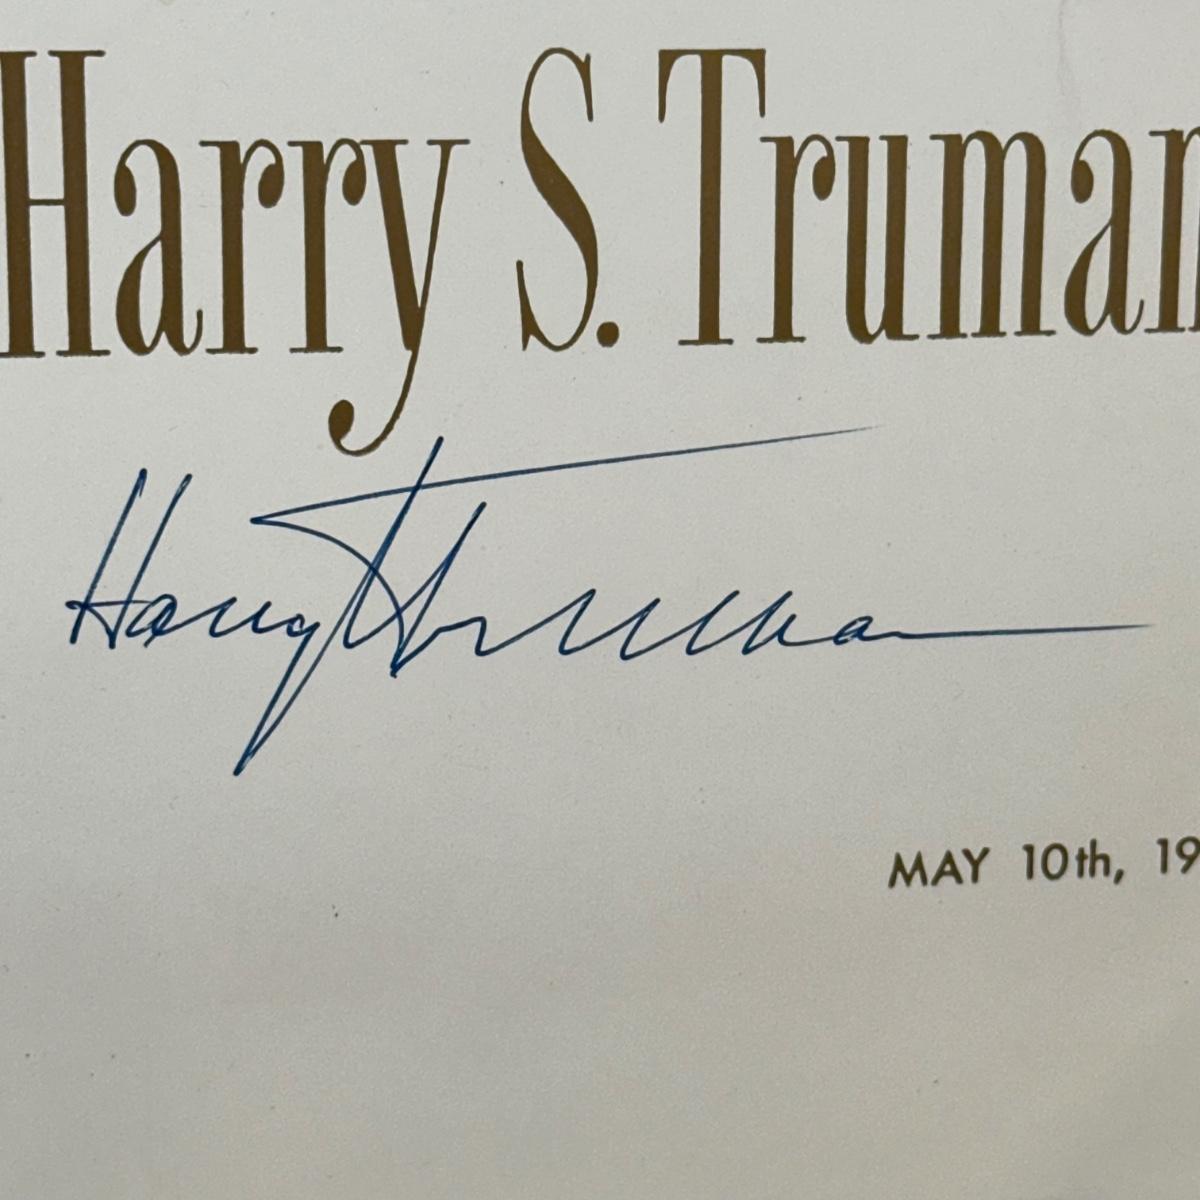 Harry S. Truman
Harry S Truman
MAY 10th, 19